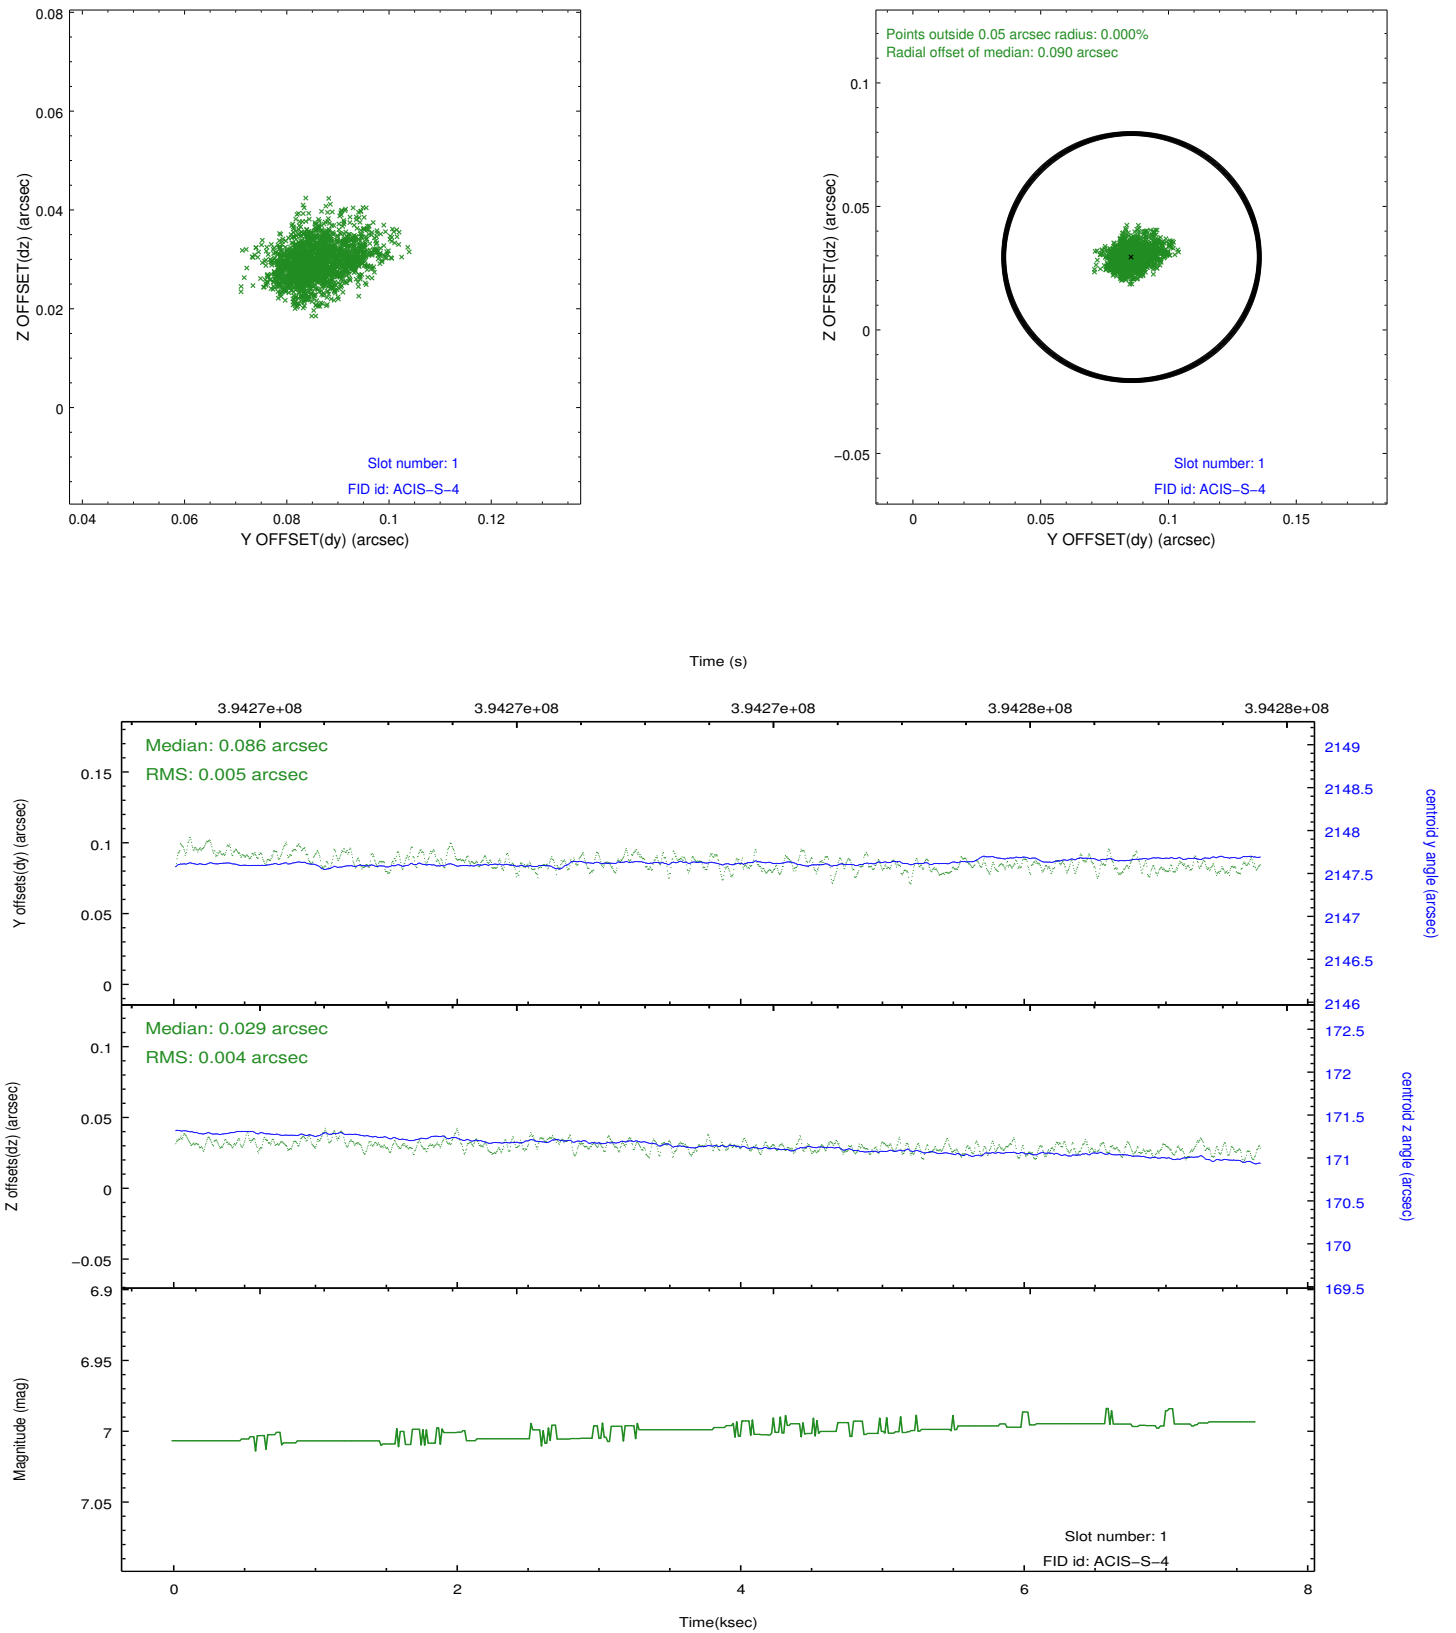 0.08
0.06
0.04
0.02
0
Z OFFSET(dz) (arcsec)
Slot number: 1
FID id: ACIS−S−4
0.04 0.06 0.08 0.1 0.12
Y OFFSET(dy) (arcsec)
Points outside 0.05 arcsec radius: 0.000%
Radial offset of median: 0.090 arcsec
0.1
0.05
0
−0.05
Z OFFSET(dz) (arcsec)
Slot number: 1
FID id: ACIS−S−4
0 0.05 0.1 0.15
Y OFFSET(dy) (arcsec)
Time (s)
3.9427e+08 3.9427e+08 3.9427e+08 3.9428e+08 3.9428e+08
Median: 0.086 arcsec
RMS: 0.005 arcsec
0.15
0.1
0.05
0
Y offsets(dy) (arcsec)
2149
2148.5
2148
2147.5
2147
2146.5
2146
centroid y angle (arcsec)
Median: 0.029 arcsec
RMS: 0.004 arcsec
0.1
0.05
0
−0.05
Z offsets(dz) (arcsec)
172.5
172
171.5
171
170.5
170
169.5
centroid z angle (arcsec)
6.9
6.95
7
7.05
Magnitude (mag)
Slot number: 1
FID id: ACIS−S−4
0 2 4 6 8
Time(ksec)